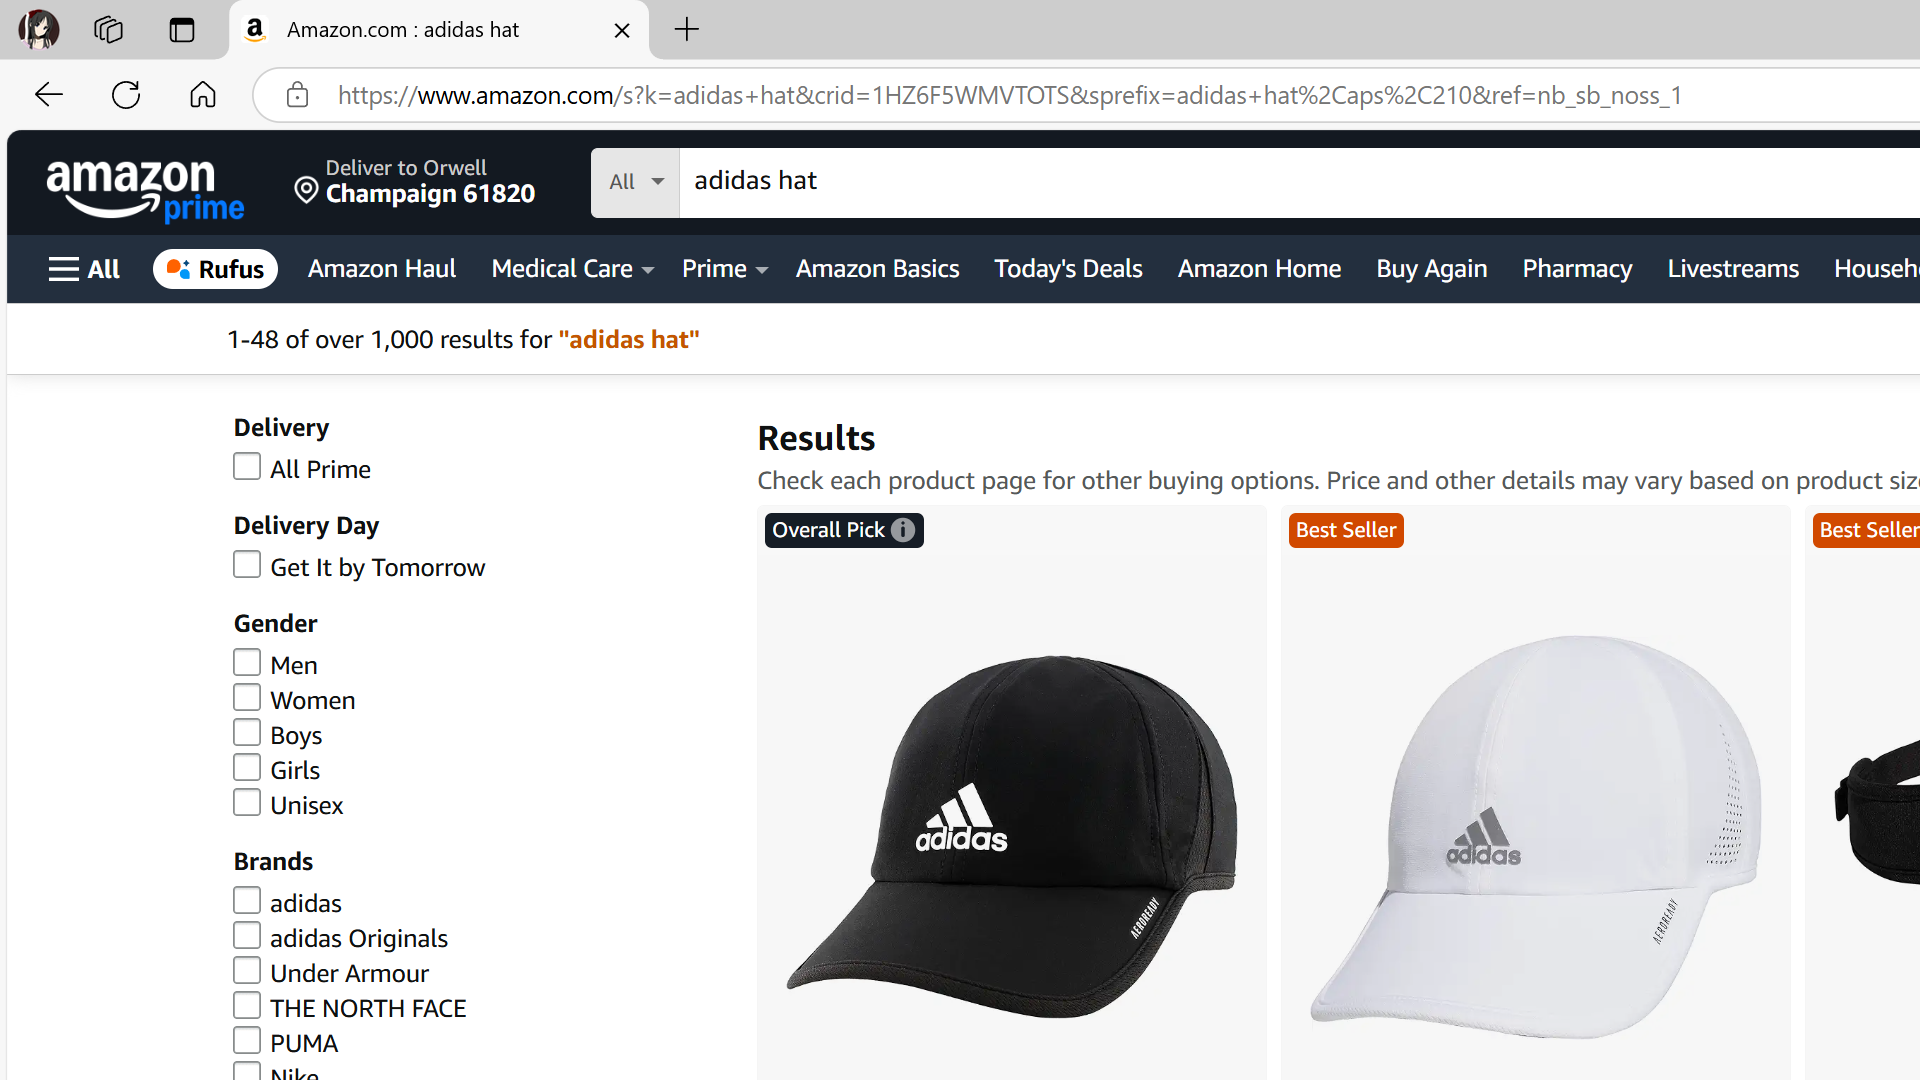 Amazon.com : adidas hat
https://www.amazon.com/s?k=adidas+hat&crid=1HZ6F5WMVTOTS&sprefix=adidas+hat%2Caps%2C210&ref=nb_sb_noss_1
amazon
prime
Deliver to Orwell
Champaign 61820
All
adidas hat
All
Rufus
Amazon Haul
Medical Care
Prime
Amazon Basics
Today's Deals
Amazon Home
Buy Again
Pharmacy
Livestreams
1-48 of over 1,000 results for "adidas hat"
Delivery
All Prime
Delivery Day
Get It by Tomorrow
Gender
Men
Women
Boys
Girls
Unisex
Brands
adidas
adidas Originals
Under Armour
THE NORTH FACE
PUMA
Nike
Results
Check each product page for other buying options. Price and other details may vary based on product
Overall Pick
adidas
AEROREADY
Best Seller
adidas
AEROREADY
Best Seller